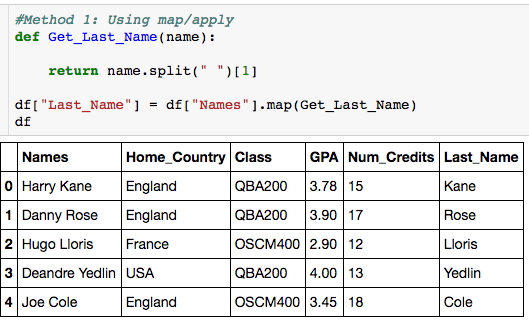 #Method 1: Using map/apply
def Get_Last_Name(name):
return name.split(" ")[1]
df["Last_Name"] = df["Names"].map(Get_Last_Name)
df
Names Home_Country Class GPA Num_Credits Last_Name
0 Harry Kane England QBA200 3.78 15 Kane
1 Danny Rose England QBA200 3.90 17 Rose
2 Hugo Lloris France OSCM400 2.90 12 Lloris
3 Deandre Yedlin USA QBA200 4.00 13 Yedlin
4 Joe Cole England OSCM400 3.45 18 Cole